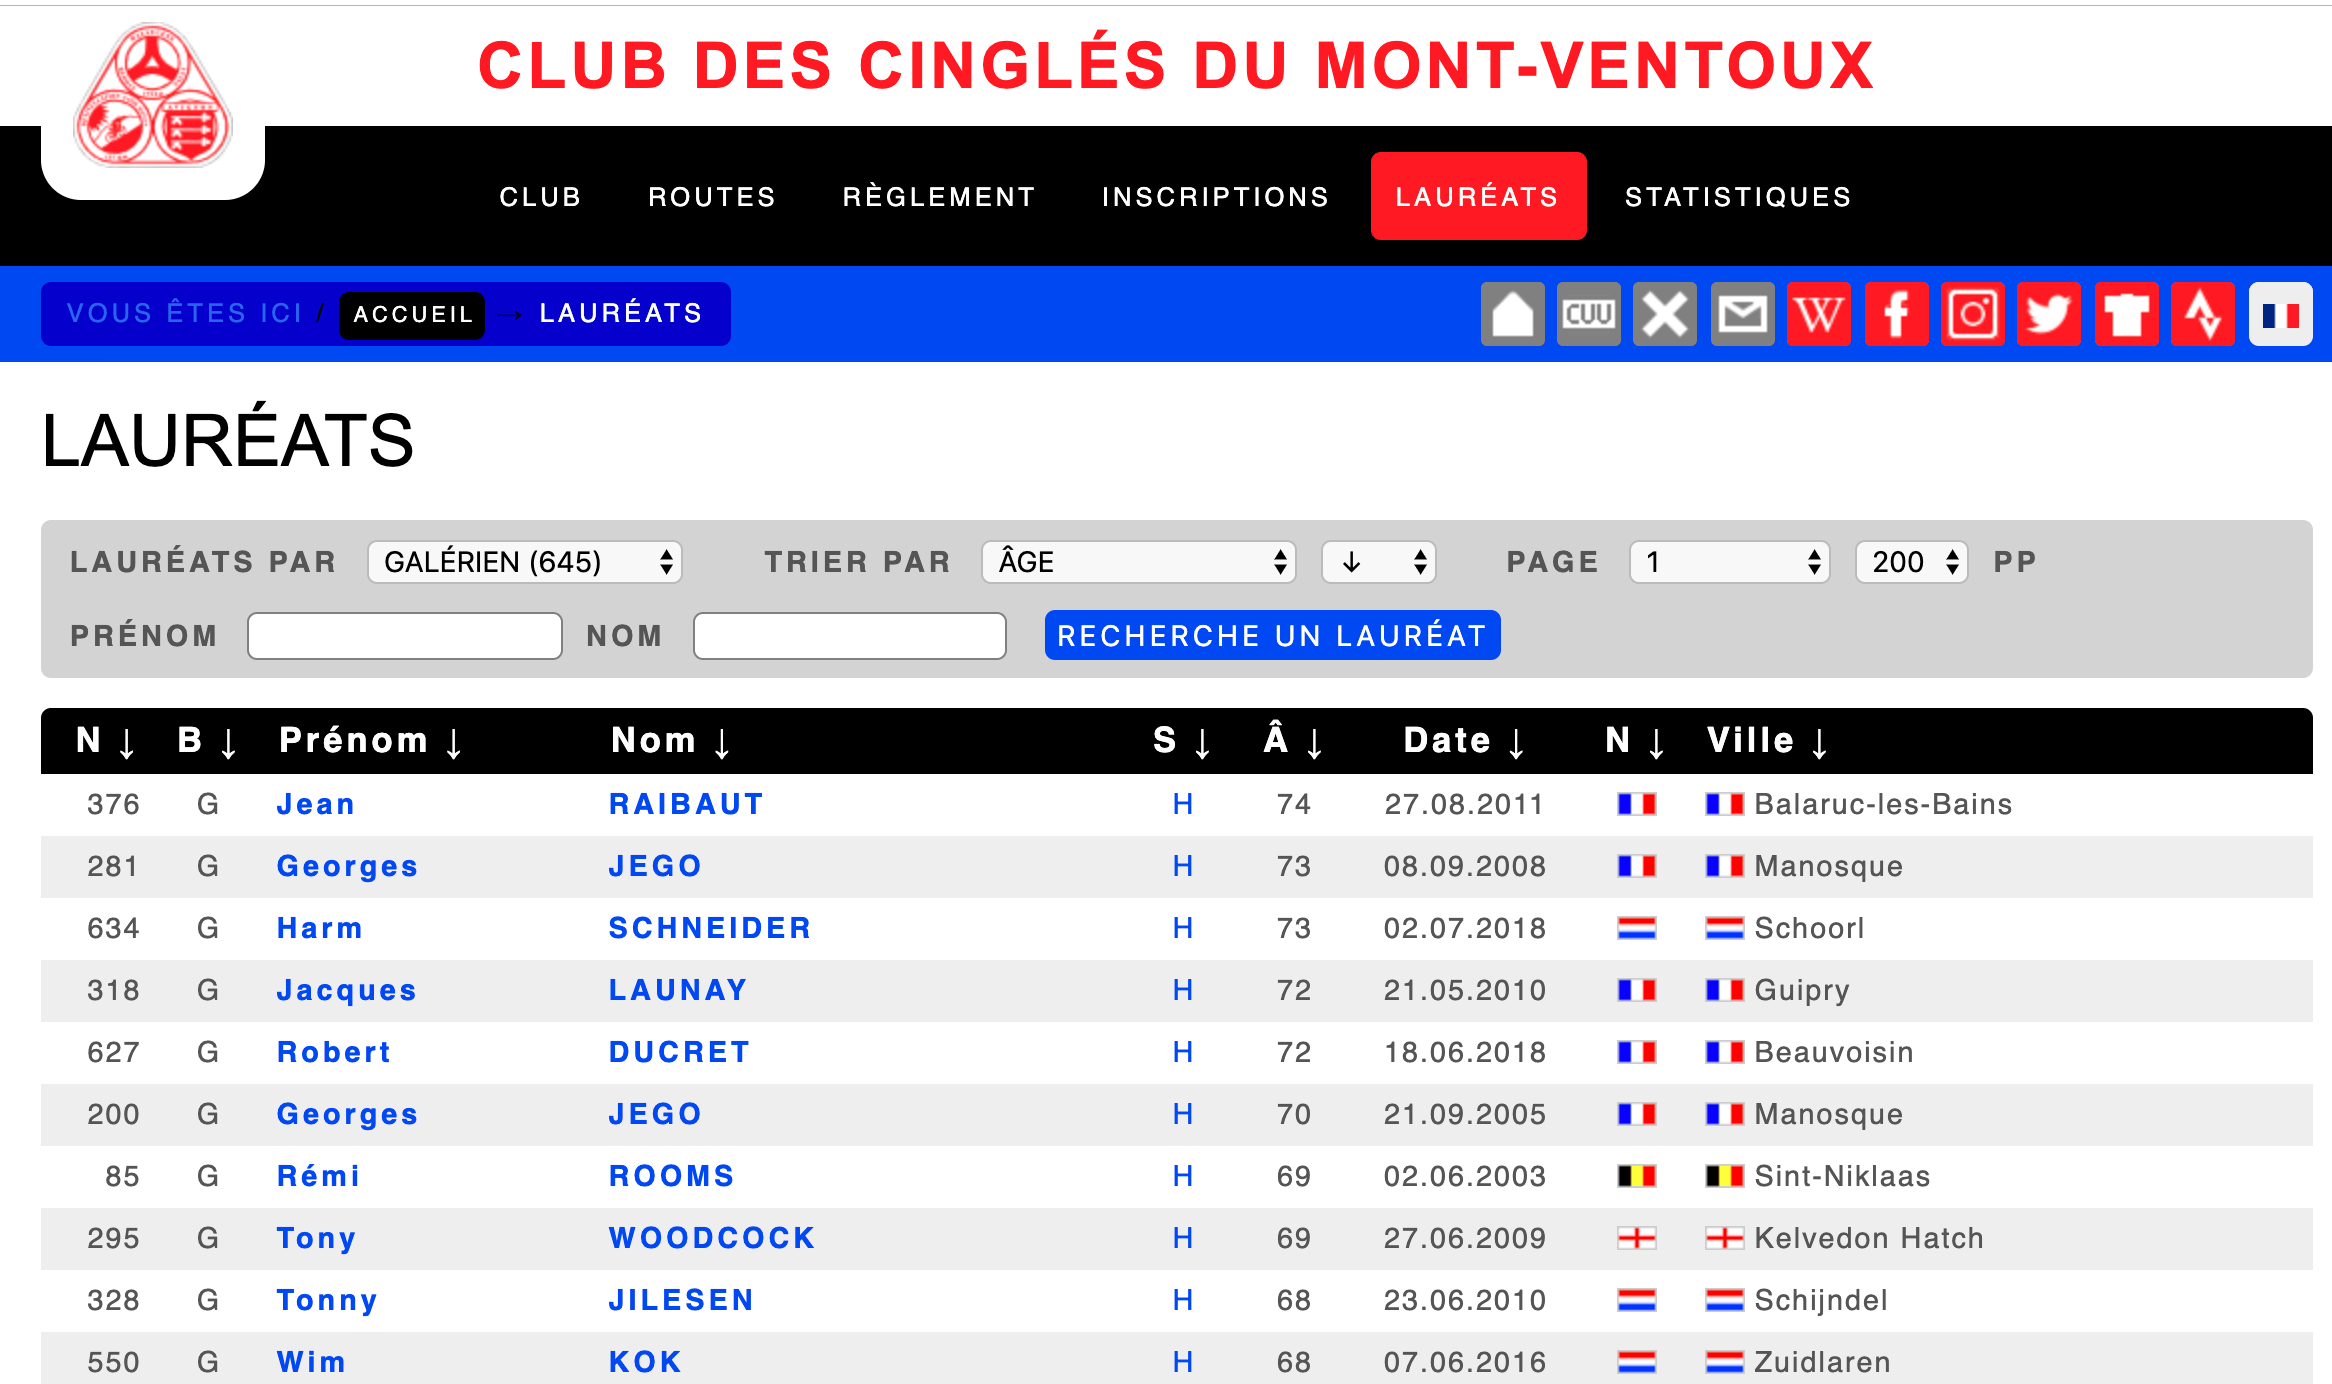 CLUB DES CINGLÉS DU MONT-VENTOUX
CLUB ROUTES RÈGLEMENT INSCRIPTIONS LAURÉATS STATISTIQUES
VOUS ÊTES ICI / ACCUEIL → LAURÉATS
CUU W f
LAURÉATS
LAURÉATS PAR GALÉRIEN (645) TRIER PAR ÂGE ↓ PAGE 1 200 PP
PRÉNOM NOM RECHERCHE UN LAURÉAT
N ↓ B ↓ Prénom ↓ Nom ↓ S ↓ Â ↓ Date ↓ N ↓ Ville ↓
376 G Jean RAIBAUT H 74 27.08.2011 Balaruc-les-Bains
281 G Georges JEGO H 73 08.09.2008 Manosque
634 G Harm SCHNEIDER H 73 02.07.2018 Schoorl
318 G Jacques LAUNAY H 72 21.05.2010 Guipry
627 G Robert DUCRET H 72 18.06.2018 Beauvoisin
200 G Georges JEGO H 70 21.09.2005 Manosque
85 G Rémi ROOMS H 69 02.06.2003 Sint-Niklaas
295 G Tony WOODCOCK H 69 27.06.2009 Kelvedon Hatch
328 G Tonny JILESEN H 68 23.06.2010 Schijndel
550 G Wim KOK H 68 07.06.2016 Zuidlaren